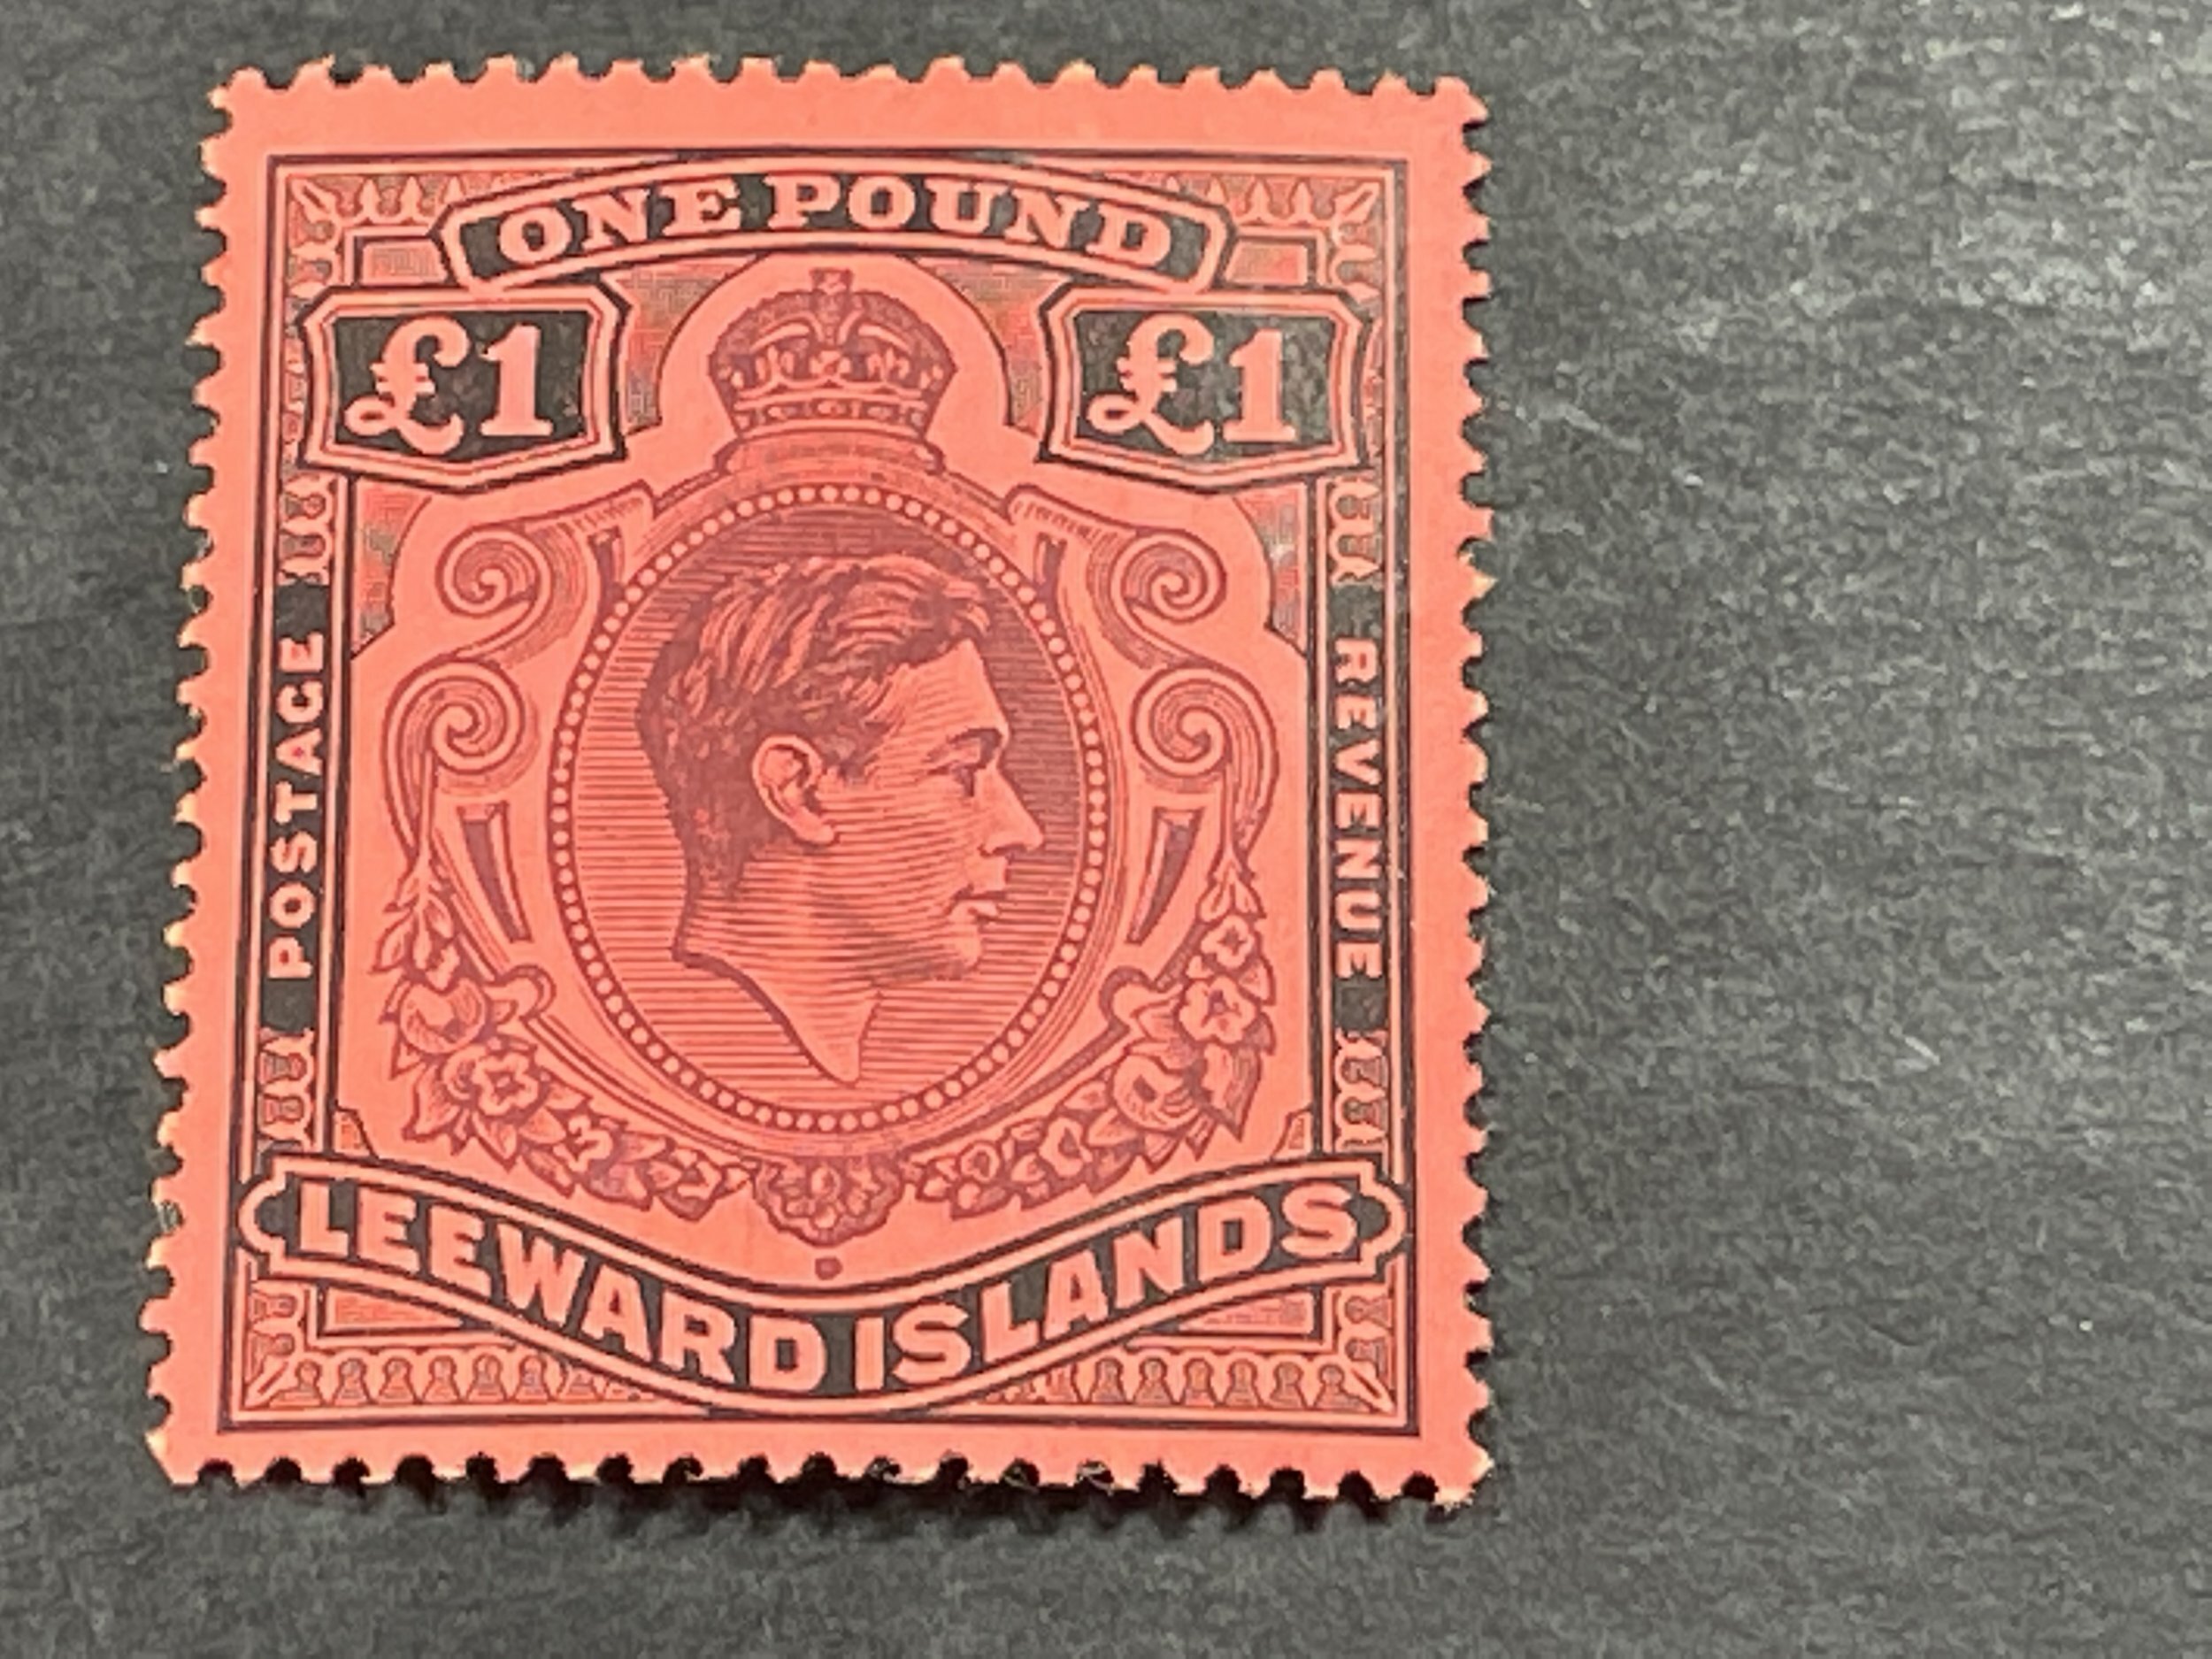 ONE POUND
£1 £1
POSTAGE
REVENUE
LEEWARD ISLANDS